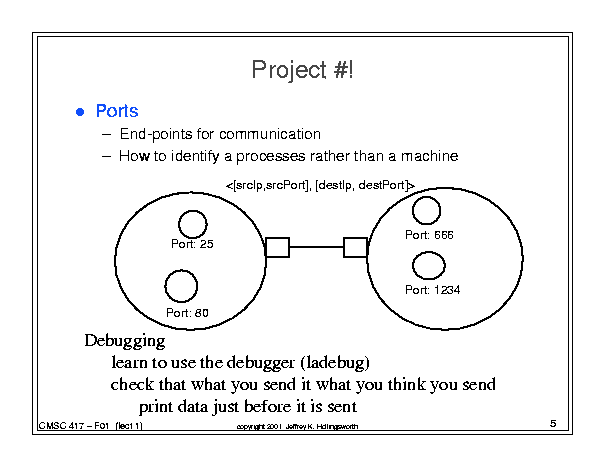 Project #!
Ports
– End-points for communication
– How to identify a processes rather than a machine
<[srcIp,srcPort], [destIp, destPort]>
Port: 25
Port: 666
Port: 1234
Port: 80
Debugging
learn to use the debugger (ladebug)
check that what you send it what you think you send
print data just before it is sent
CMSC 417 – F01 (lect 1)
copyright 2001 Jeffrey K. Hollingsworth
5